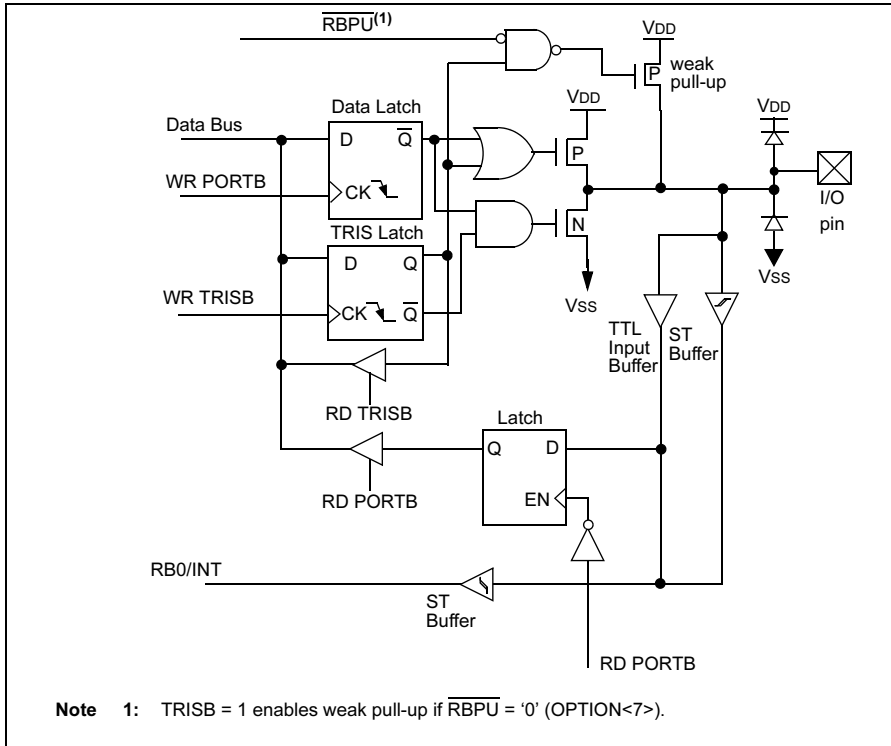 R̅B̅P̅U̅(1)
VDD
weak
pull-up
P
VDD
VDD
Data Latch
Data Bus
D
Q̅
P
WR PORTB
CK
I/O
pin
N
TRIS Latch
D
Q
VSS
WR TRISB
CK
Q̅
VSS
TTL
Input
Buffer
ST
Buffer
RD TRISB
Latch
Q
D
RD PORTB
EN
RB0/INT
ST
Buffer
RD PORTB
Note 1: TRISB = 1 enables weak pull-up if R̅B̅P̅U̅ = ‘0’ (OPTION<7>).